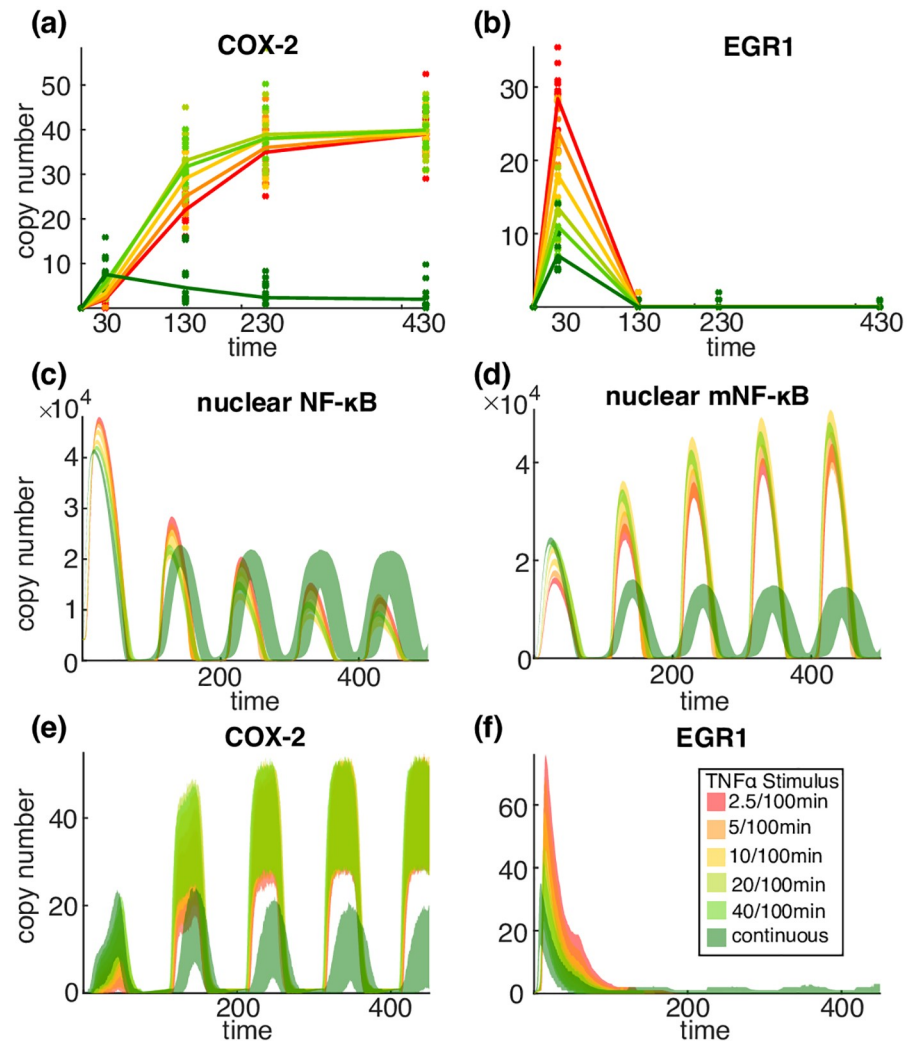 (a)
COX-2
50
40
30
20
10
copy number
30 130 230 430
time
(b)
EGR1
30
20
10
30 130 230 430
time
(c)
nuclear NF-κB
×10⁴
4
3
2
1
0
copy number
200 400
time
(d)
nuclear mNF-κB
×10⁴
4
2
0
200 400
time
(e)
COX-2
40
20
0
copy number
200 400
time
(f)
EGR1
60
40
20
0
200 400
time
TNFα Stimulus
2.5/100min
5/100min
10/100min
20/100min
40/100min
continuous